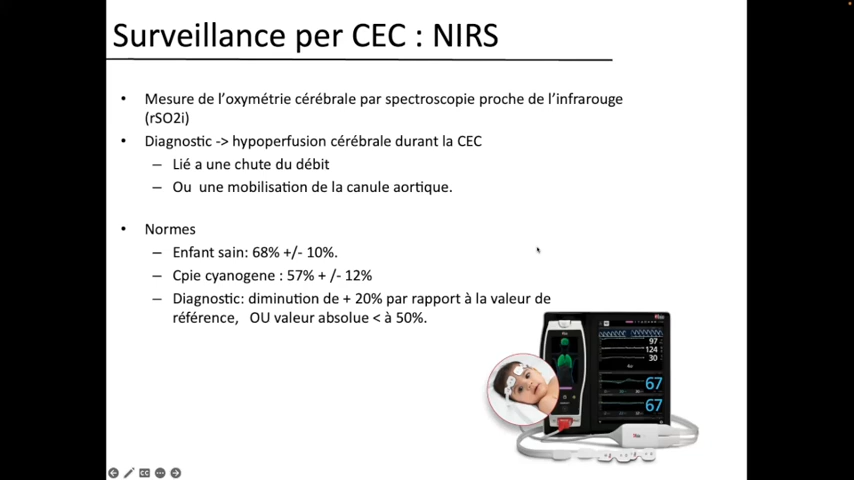 Surveillance per CEC : NIRS
• Mesure de l'oxymétrie cérébrale par spectroscopie proche de l'infrarouge
(rSO2i)
• Diagnostic -> hypoperfusion cérébrale durant la CEC
– Lié a une chute du débit
– Ou une mobilisation de la canule aortique.
• Normes
– Enfant sain: 68% +/- 10%.
– Cpie cyanogene : 57% + /- 12%
– Diagnostic: diminution de + 20% par rapport à la valeur de
référence, OU valeur absolue < à 50%.
97
124
30
67
67
CC